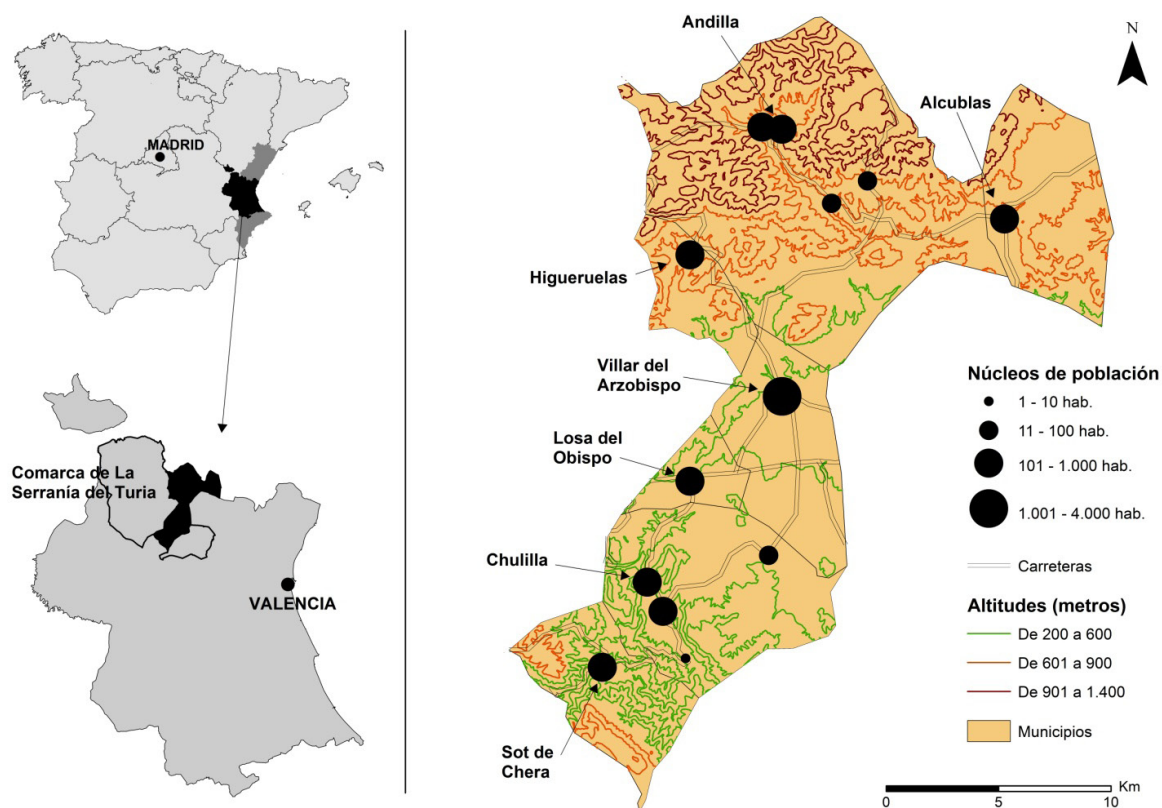 MADRID
Comarca de La
Serranía del Turia
VALENCIA
Andilla
N
Alcublas
Higueruelas
Villar del
Arzobispo
Losa del
Obispo
Chulilla
Sot de
Chera
Núcleos de población
1 - 10 hab.
11 - 100 hab.
101 - 1.000 hab.
1.001 - 4.000 hab.
Carreteras
Altitudes (metros)
De 200 a 600
De 601 a 900
De 901 a 1.400
Municipios
Km
0 5 10